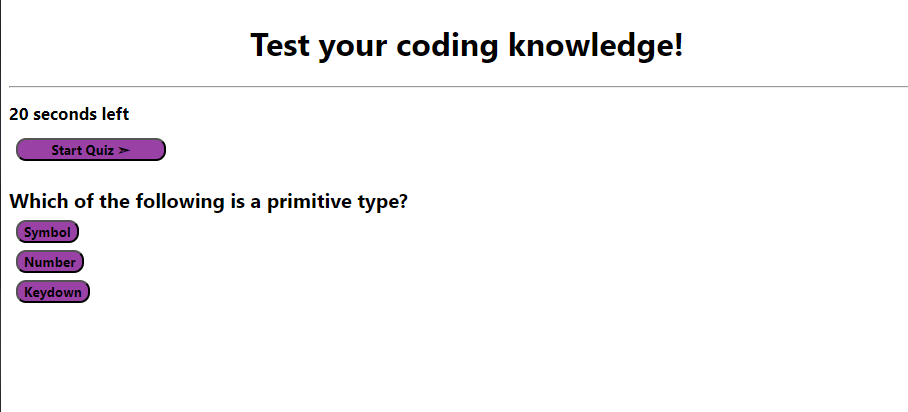 Test your coding knowledge!
20 seconds left
Start Quiz ➣
Which of the following is a primitive type?
Symbol
Number
Keydown